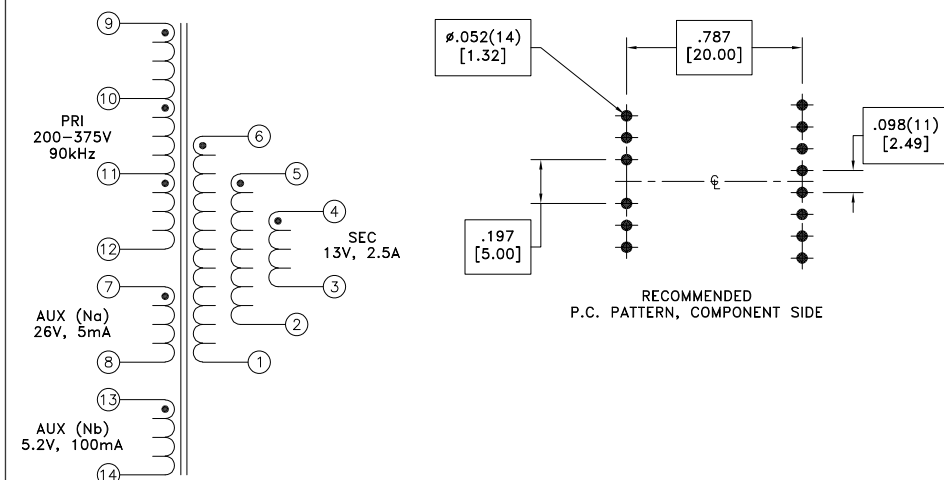 9
10
PRI
200-375V
90kHz
11
12
7
AUX (Na)
26V, 5mA
8
13
AUX (Nb)
5.2V, 100mA
14
6
5
4
SEC
13V, 2.5A
3
2
1
ø.052(14)
[1.32]
.787
[20.00]
.098(11)
[2.49]
℄
.197
[5.00]
RECOMMENDED
P.C. PATTERN, COMPONENT SIDE